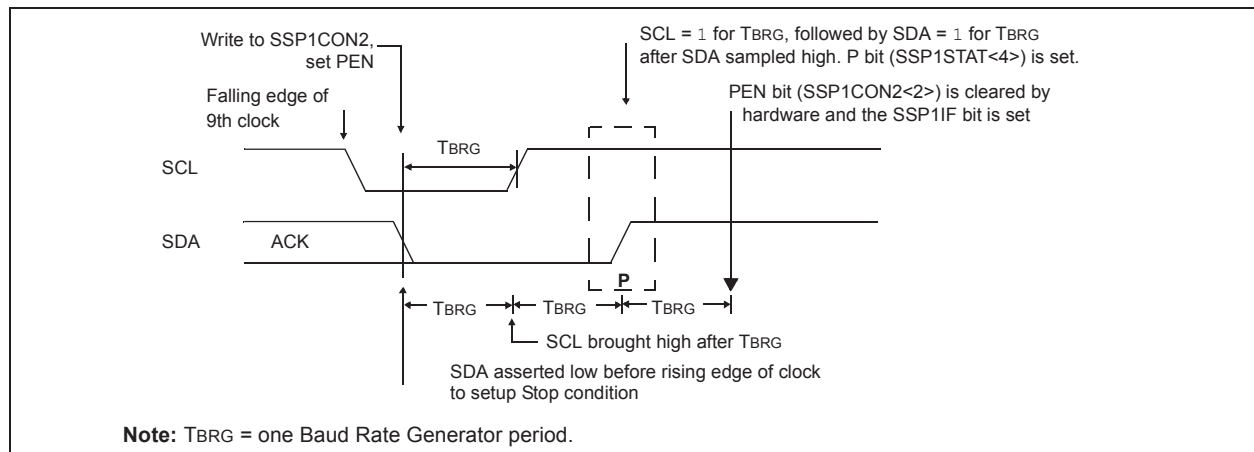 Write to SSP1CON2,
set PEN
SCL = 1 for TBRG, followed by SDA = 1 for TBRG
after SDA sampled high. P bit (SSP1STAT<4>) is set.
PEN bit (SSP1CON2<2>) is cleared by
hardware and the SSP1IF bit is set
Falling edge of
9th clock
TBRG
SCL
SDA
ACK
P
TBRG
TBRG
TBRG
SCL brought high after TBRG
SDA asserted low before rising edge of clock
to setup Stop condition
Note: TBRG = one Baud Rate Generator period.